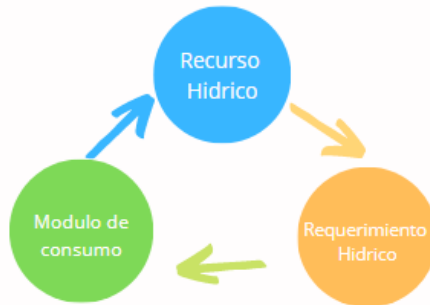 Recurso
Hidrico
Requerimiento
Hidrico
Modulo de
consumo